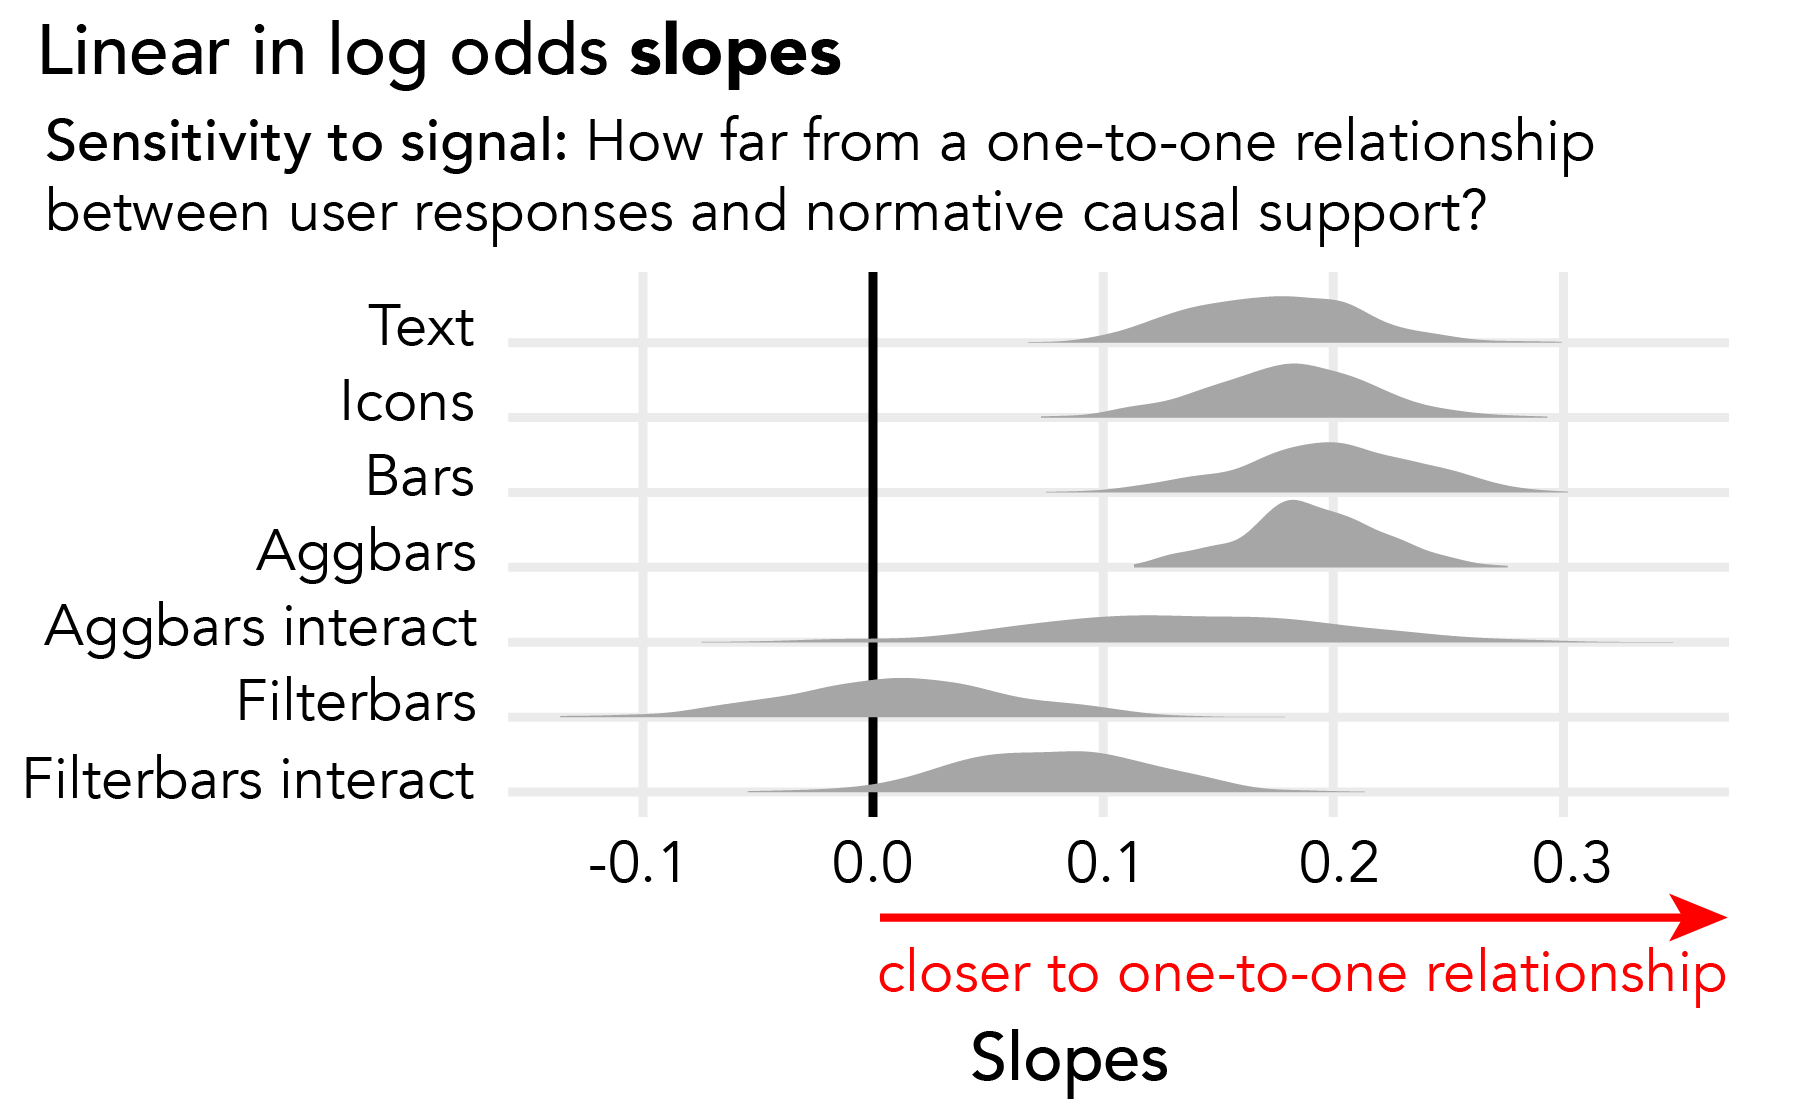 Linear in log odds slopes
Sensitivity to signal: How far from a one-to-one relationship
between user responses and normative causal support?
Text
Icons
Bars
Aggbars
Aggbars interact
Filterbars
Filterbars interact
-0.1 0.0 0.1 0.2 0.3
closer to one-to-one relationship
Slopes